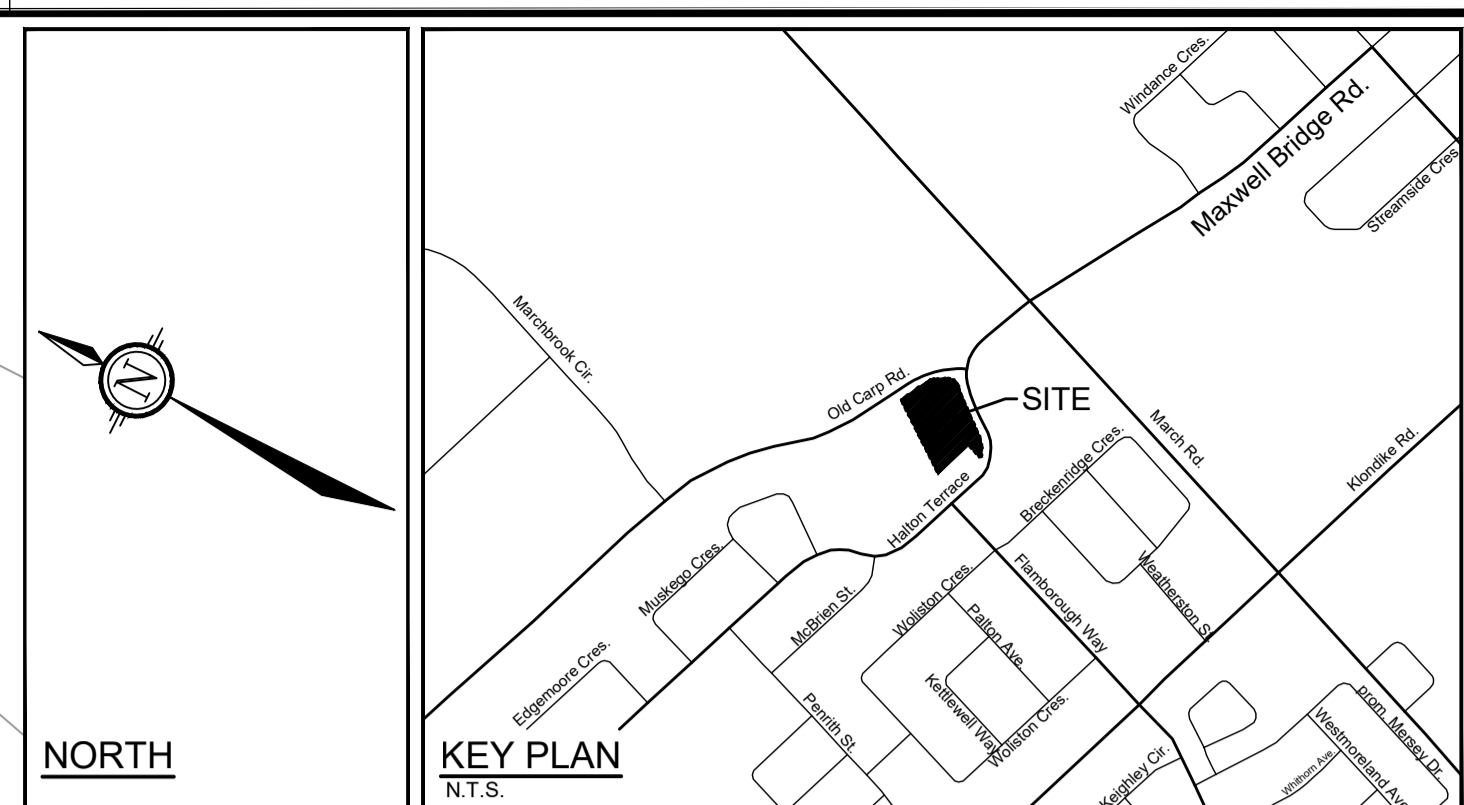 N
NORTH
KEY PLAN
N.T.S.
Windance Cres.
Maxwell Bridge Rd.
Streamside Cres.
Marchbrook Cir.
Old Carp Rd.
SITE
March Rd.
Klondike Rd.
Breckenridge Cres.
Halton Terrace
Muskego Cres.
McBrien St.
Woliston Cres.
Flamborough Way
Weatherston St.
Palton Ave.
Edgemoore Cres.
Penrith St.
Kettlewell Way
Woliston Cres.
Keighley Cir.
prom. Mersey Dr.
Westmoreland Ave
Whithorn Ave.